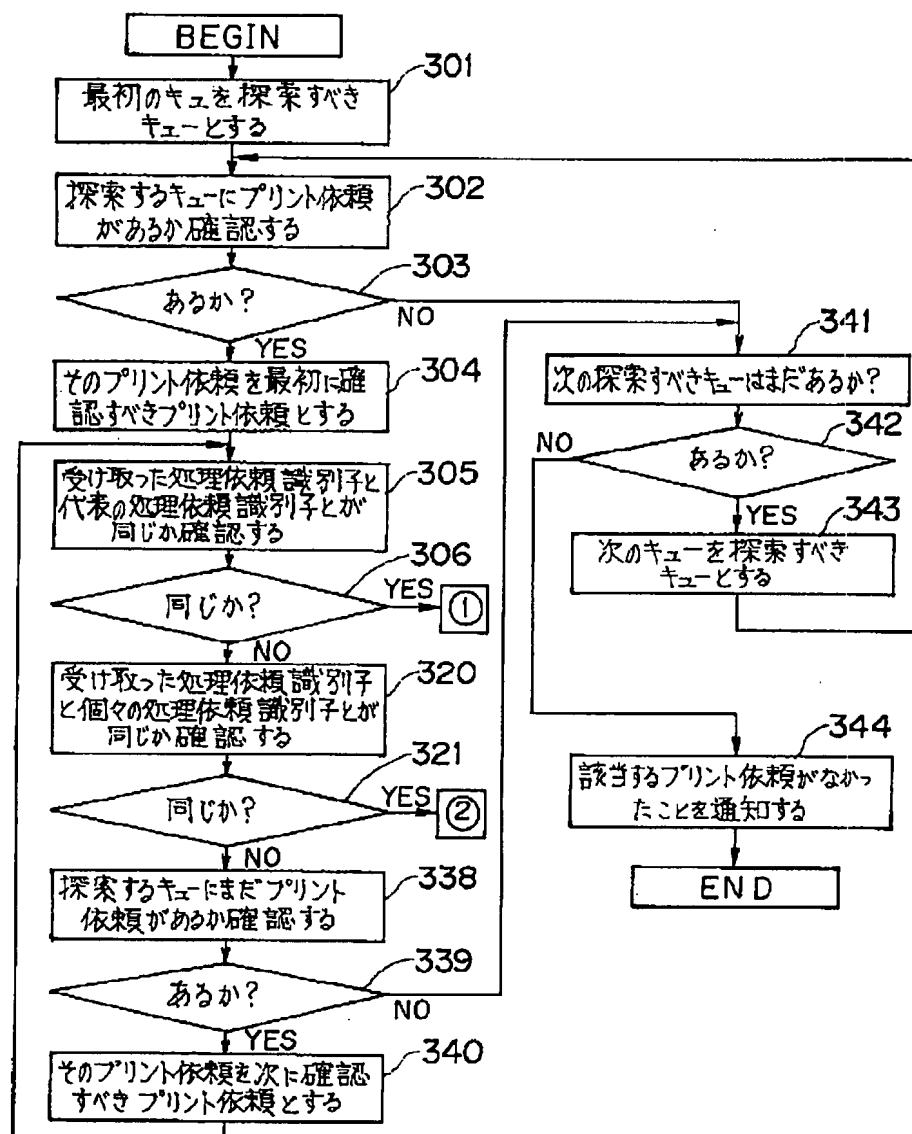 BEGIN
301
最初のキュを探索すべき
キューとする
302
探索するキューにプリント依頼
があるか確認する
303
あるか？
NO
YES
304
そのプリント依頼を最初に確
認すべきプリント依頼とする
305
受け取った処理依頼識別子と
代表の処理依頼識別子とが
同じか確認する
306
同じか？
YES
①
NO
320
受け取った処理依頼識別子
と個々の処理依頼識別子とが
同じか確認する
321
同じか？
YES
②
NO
338
探索するキューにまだプリント
依頼があるか確認する
339
あるか？
NO
YES
340
そのプリント依頼を次に確認
すべきプリント依頼とする
341
次の探索すべきキューはまだあるか？
342
NO
あるか？
YES
343
次のキューを探索すべき
キューとする
344
該当するプリント依頼がなかっ
たことを通知する
END